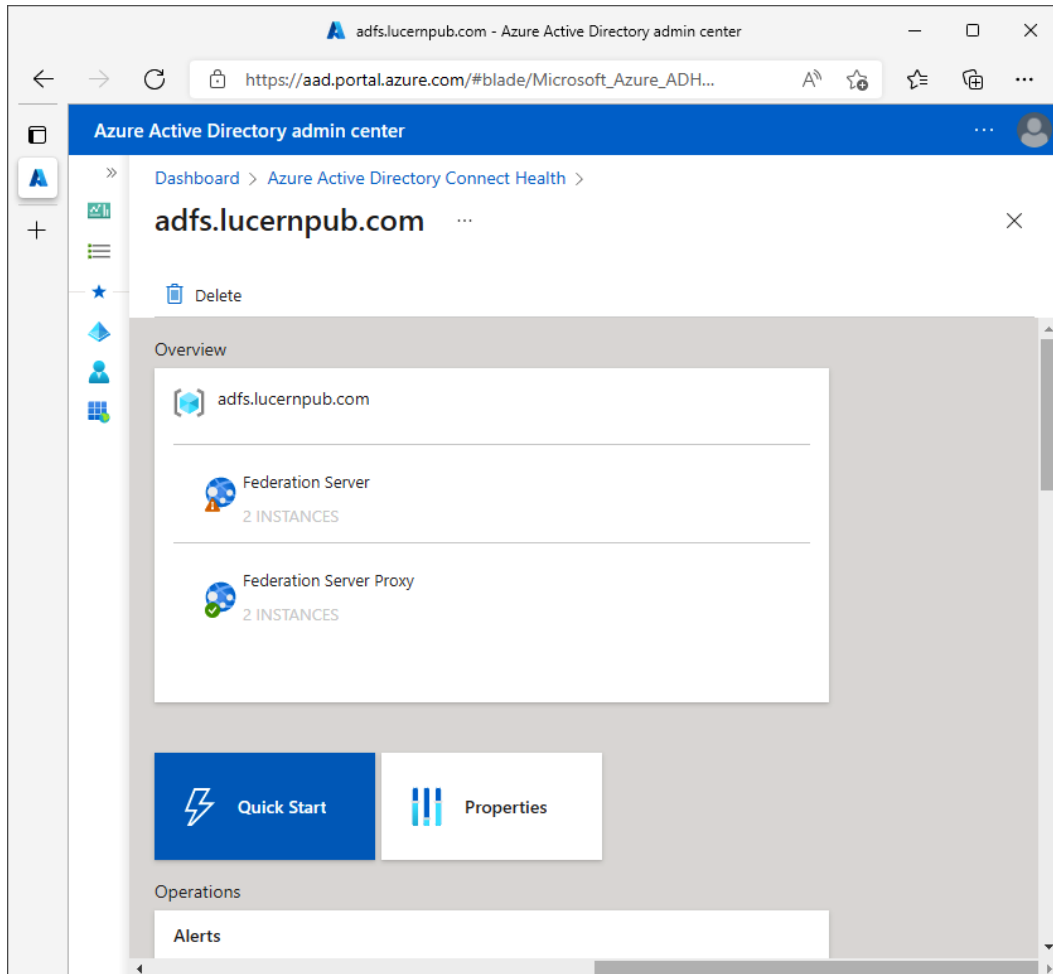 adfs.lucernpub.com - Azure Active Directory admin center
https://aad.portal.azure.com/#blade/Microsoft_Azure_ADH...
Azure Active Directory admin center
Dashboard > Azure Active Directory Connect Health >
adfs.lucernpub.com
Delete
Overview
adfs.lucernpub.com
Federation Server
2 INSTANCES
Federation Server Proxy
2 INSTANCES
Quick Start
Properties
Operations
Alerts